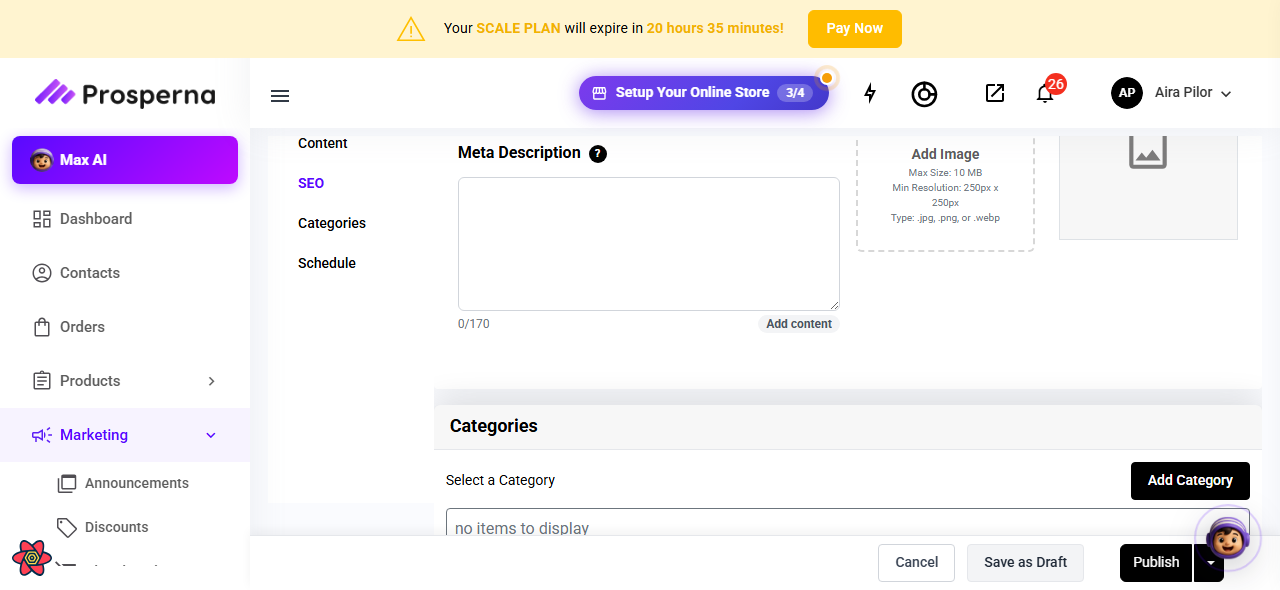 Your SCALE PLAN will expire in 20 hours 35 minutes!
Pay Now
Prosperna
Setup Your Online Store 3/4
26
AP
Aira Pilor
Max AI
Dashboard
Contacts
Orders
Products
Marketing
Announcements
Discounts
Content
SEO
Categories
Schedule
Meta Description ?
0/170
Add content
Add Image
Max Size: 10 MB
Min Resolution: 250px x
250px
Type: .jpg, .png, or .webp
Categories
Select a Category
Add Category
no items to display
Cancel
Save as Draft
Publish